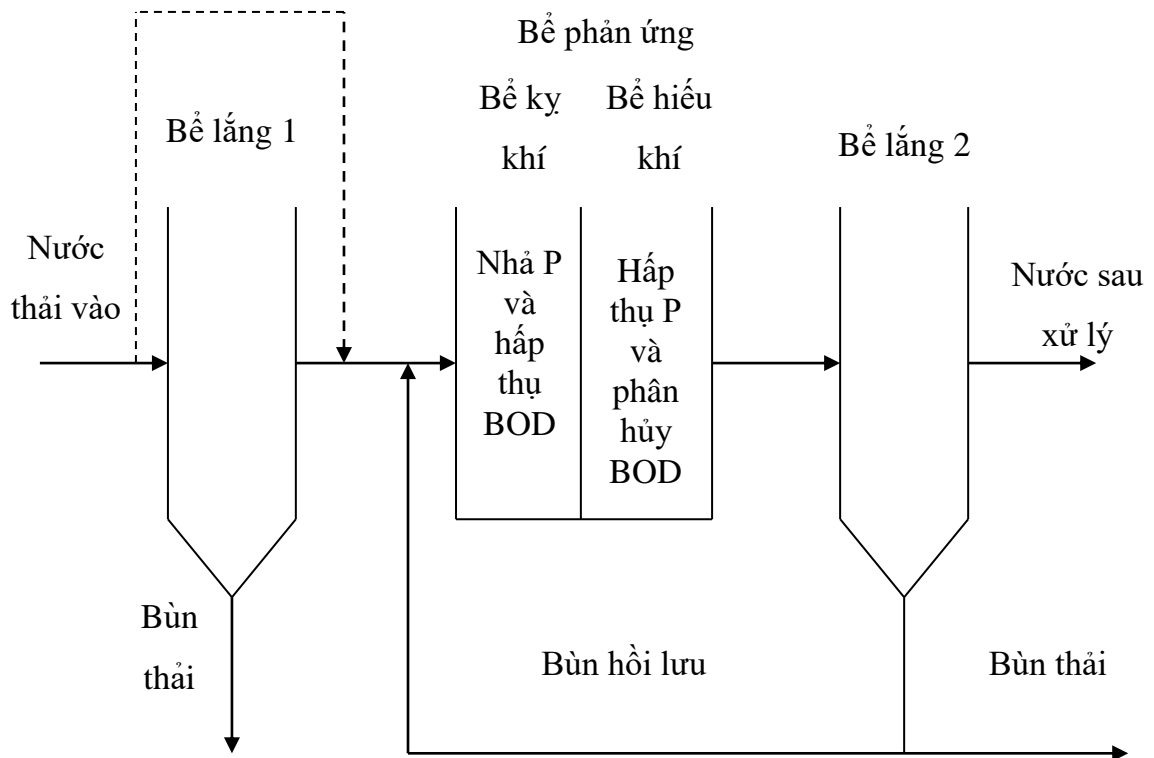 Bể phản ứng
Bể kỵ
khí
Bể hiếu
khí
Bể lắng 1
Bể lắng 2
Nước
thải vào
Nhả P
và
hấp
thụ
BOD
Hấp
thụ P
và
phân
hủy
BOD
Nước sau
xử lý
Bùn
thải
Bùn hồi lưu
Bùn thải